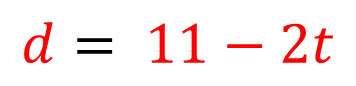 d = 11 − 2t